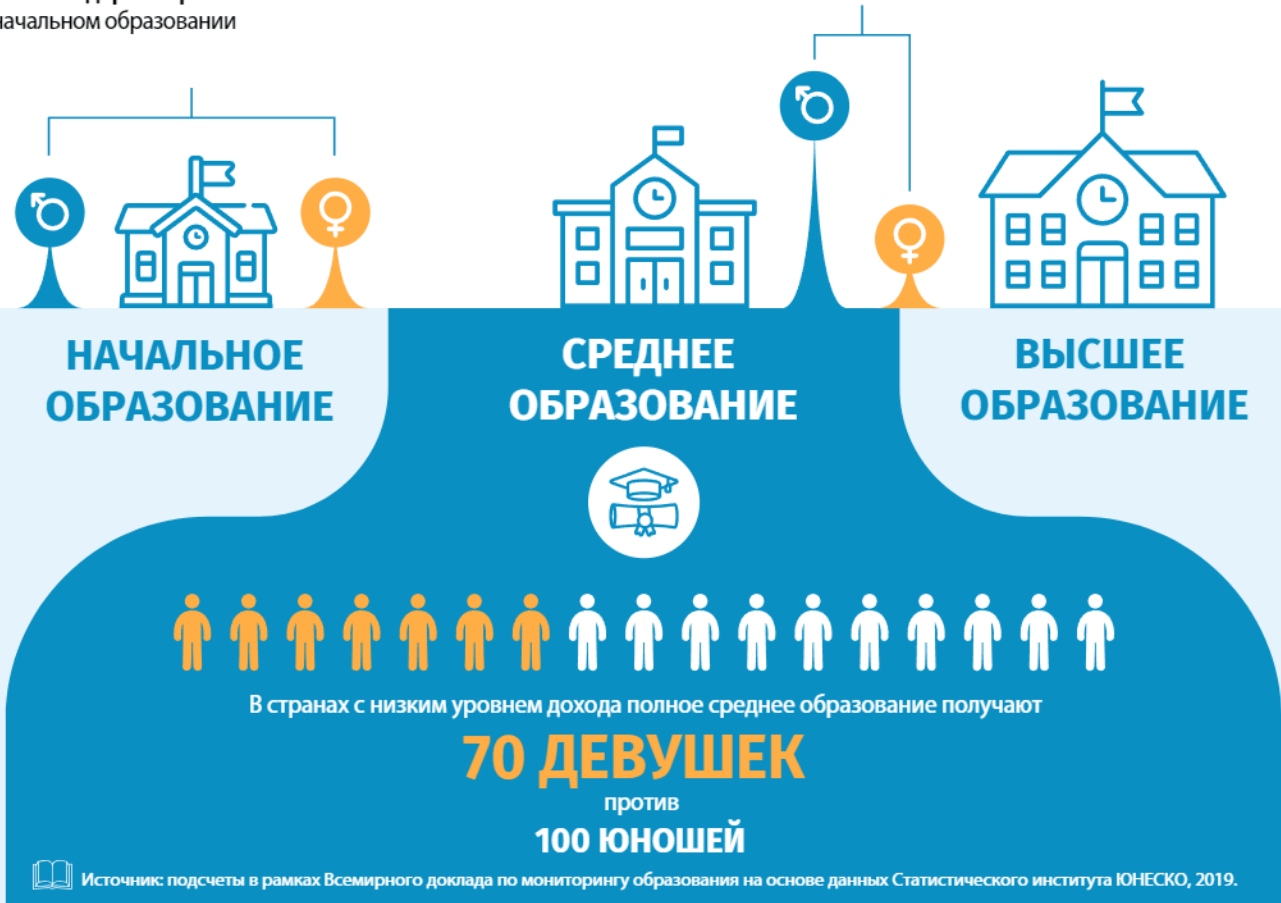 начальном образовании
НАЧАЛЬНОЕ
ОБРАЗОВАНИЕ
СРЕДНЕЕ
ОБРАЗОВАНИЕ
ВЫСШЕЕ
ОБРАЗОВАНИЕ
В странах с низким уровнем дохода полное среднее образование получают
70 ДЕВУШЕК
против
100 ЮНОШЕЙ
Источник: подсчеты в рамках Всемирного доклада по мониторингу образования на основе данных Статистического института ЮНЕСКО, 2019.